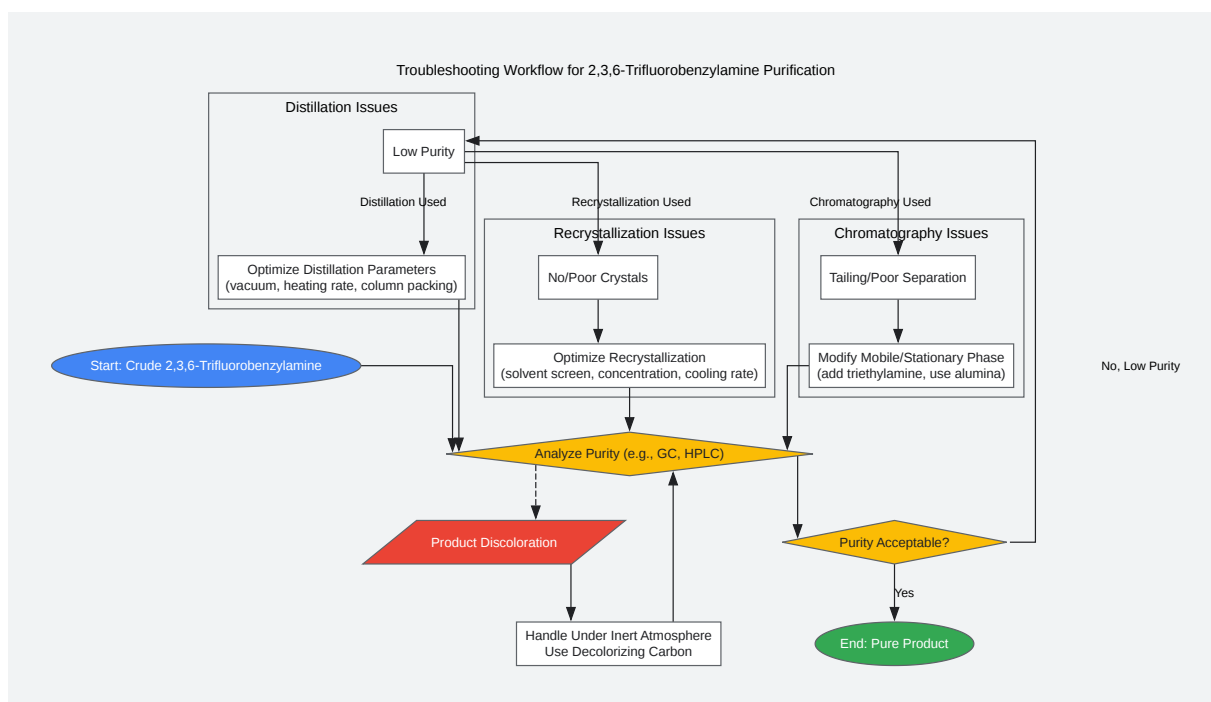 Troubleshooting Workflow for 2,3,6-Trifluorobenzylamine Purification
Distillation Issues
Low Purity
Distillation Used
Recrystallization Used
Chromatography Used
Recrystallization Issues
Chromatography Issues
Optimize Distillation Parameters
(vacuum, heating rate, column packing)
No/Poor Crystals
Tailing/Poor Separation
Start: Crude 2,3,6-Trifluorobenzylamine
Optimize Recrystallization
(solvent screen, concentration, cooling rate)
Modify Mobile/Stationary Phase
(add triethylamine, use alumina)
No, Low Purity
Analyze Purity (e.g., GC, HPLC)
Product Discoloration
Purity Acceptable?
Yes
Handle Under Inert Atmosphere
Use Decolorizing Carbon
End: Pure Product